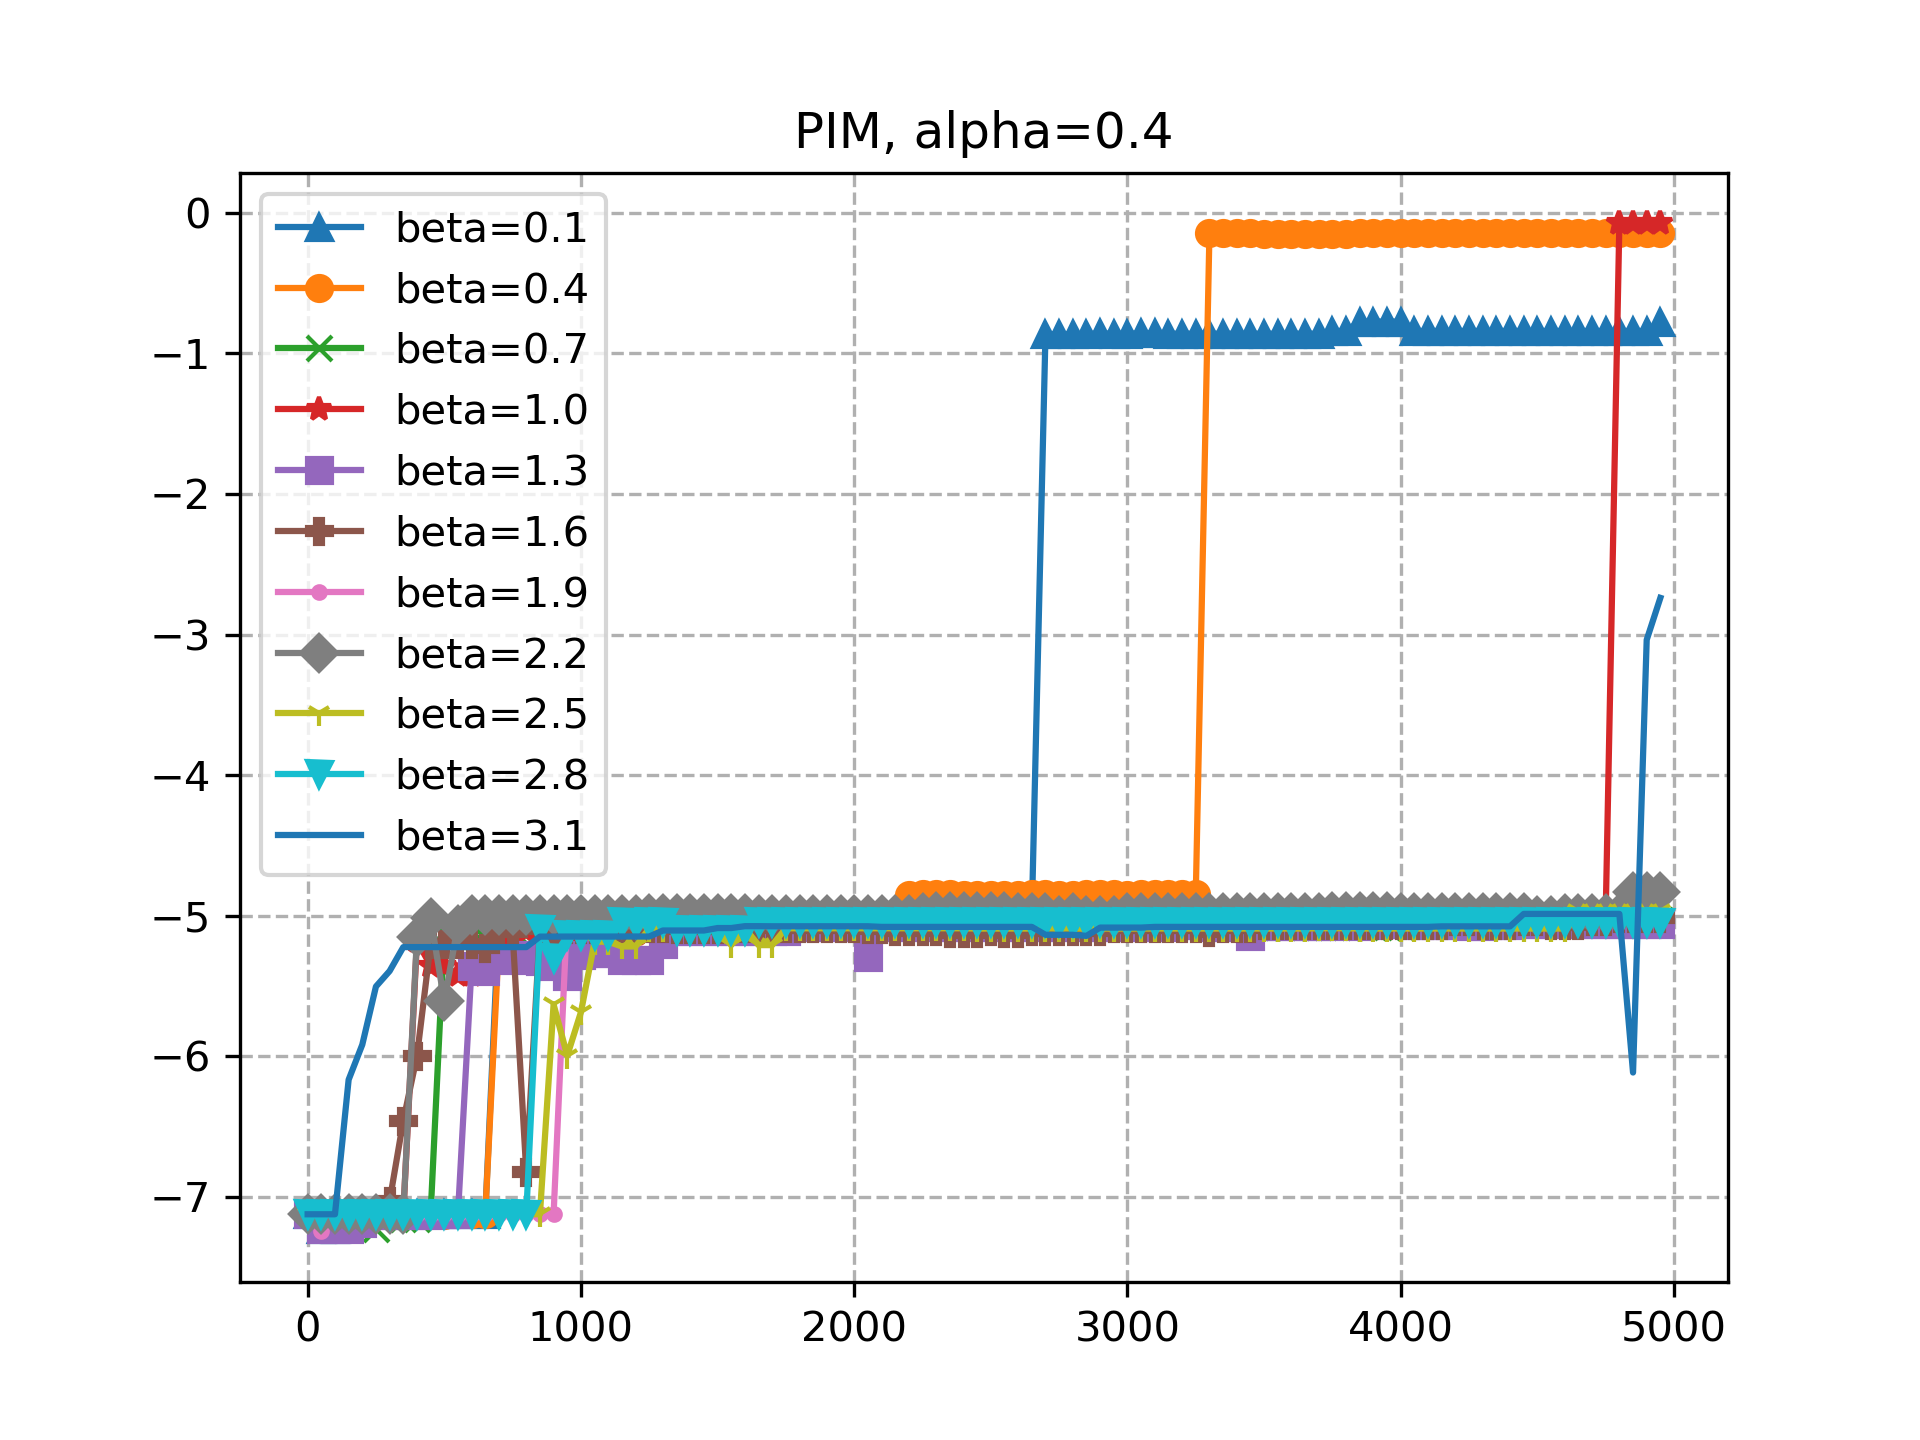 PIM, alpha=0.4
0
−1
−2
−3
−4
−5
−6
−7
beta=0.1
beta=0.4
beta=0.7
beta=1.0
beta=1.3
beta=1.6
beta=1.9
beta=2.2
beta=2.5
beta=2.8
beta=3.1
0 1000 2000 3000 4000 5000